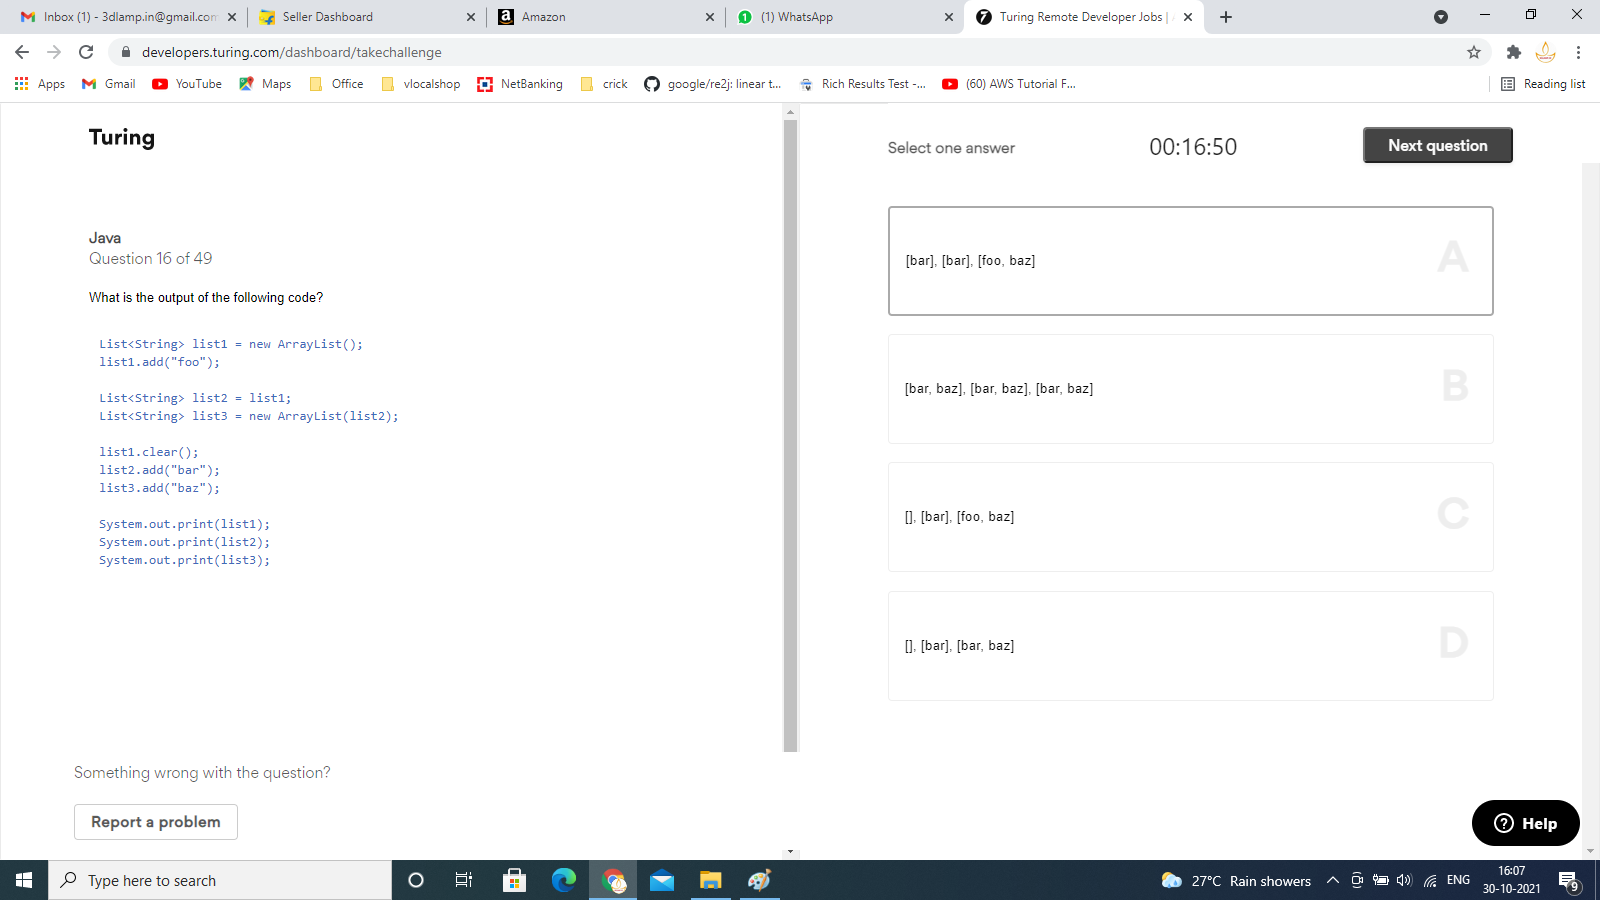 Inbox (1) - 3dlamp.in@gmail.com
Seller Dashboard
Amazon
(1) WhatsApp
Turing Remote Developer Jobs |
developers.turing.com/dashboard/takechallenge
Apps
Gmail
YouTube
Maps
Office
vlocalshop
NetBanking
crick
google/re2j: linear t...
Rich Results Test -...
(60) AWS Tutorial F...
Reading list
Turing
Java
Question 16 of 49
What is the output of the following code?
List<String> list1 = new ArrayList();
list1.add("foo");
List<String> list2 = list1;
List<String> list3 = new ArrayList(list2);
list1.clear();
list2.add("bar");
list3.add("baz");
System.out.print(list1);
System.out.print(list2);
System.out.print(list3);
Something wrong with the question?
Report a problem
Select one answer
00:16:50
Next question
[bar], [bar], [foo, baz]
A
[bar, baz], [bar, baz], [bar, baz]
B
[], [bar], [foo, baz]
C
[], [bar], [bar, baz]
D
? Help
Type here to search
27°C Rain showers
ENG
16:07
30-10-2021
9